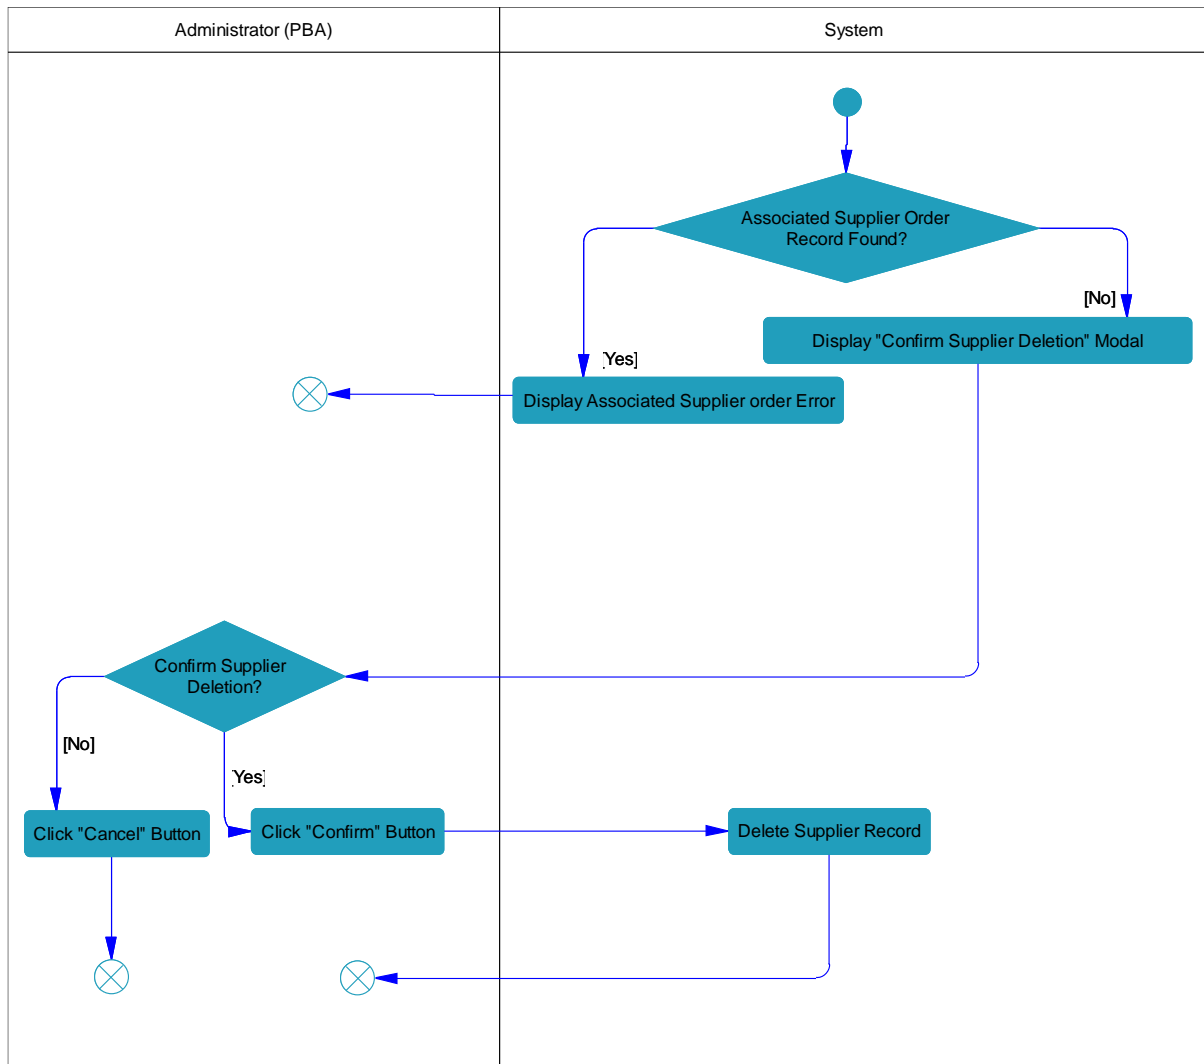 Administrator (PBA)
System
Associated Supplier Order
Record Found?
[No]
Display "Confirm Supplier Deletion" Modal
[Yes]
Display Associated Supplier order Error
Confirm Supplier
Deletion?
[No]
[Yes]
Click "Cancel" Button
Click "Confirm" Button
Delete Supplier Record